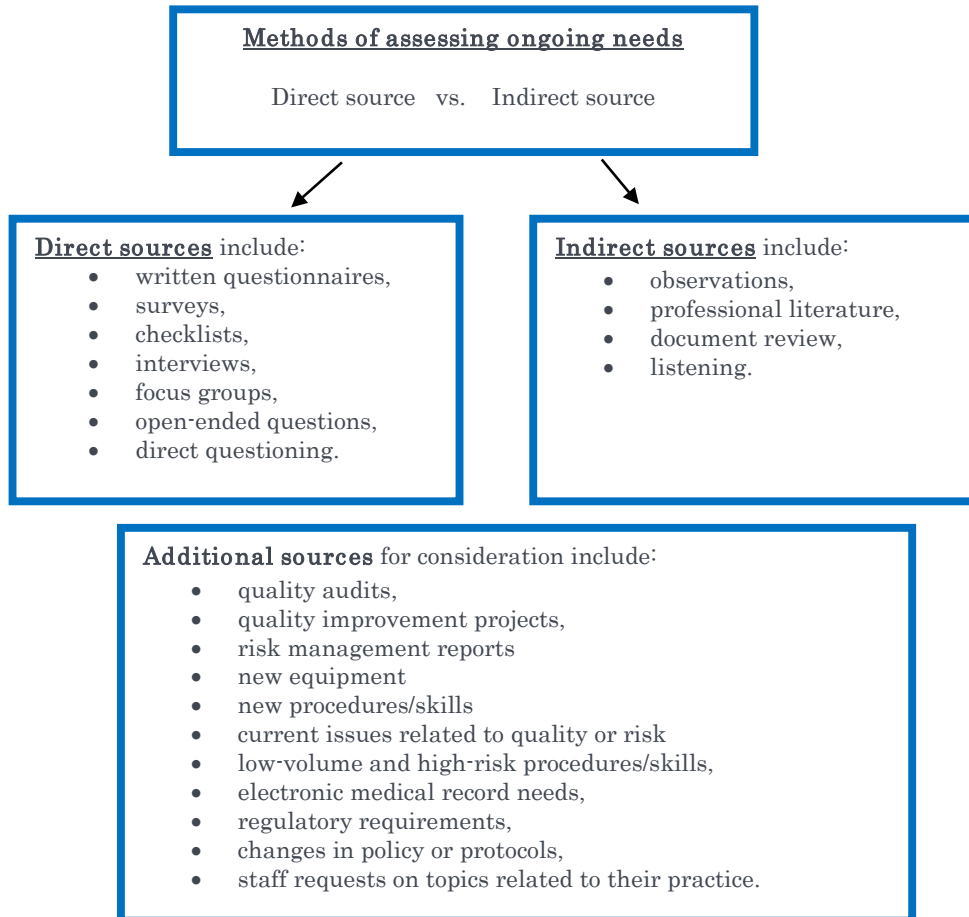 Methods of assessing ongoing needs
Direct source vs. Indirect source
Direct sources include:
• written questionnaires,
• surveys,
• checklists,
• interviews,
• focus groups,
• open-ended questions,
• direct questioning.
Indirect sources include:
• observations,
• professional literature,
• document review,
• listening.
Additional sources for consideration include:
• quality audits,
• quality improvement projects,
• risk management reports
• new equipment
• new procedures/skills
• current issues related to quality or risk
• low-volume and high-risk procedures/skills,
• electronic medical record needs,
• regulatory requirements,
• changes in policy or protocols,
• staff requests on topics related to their practice.